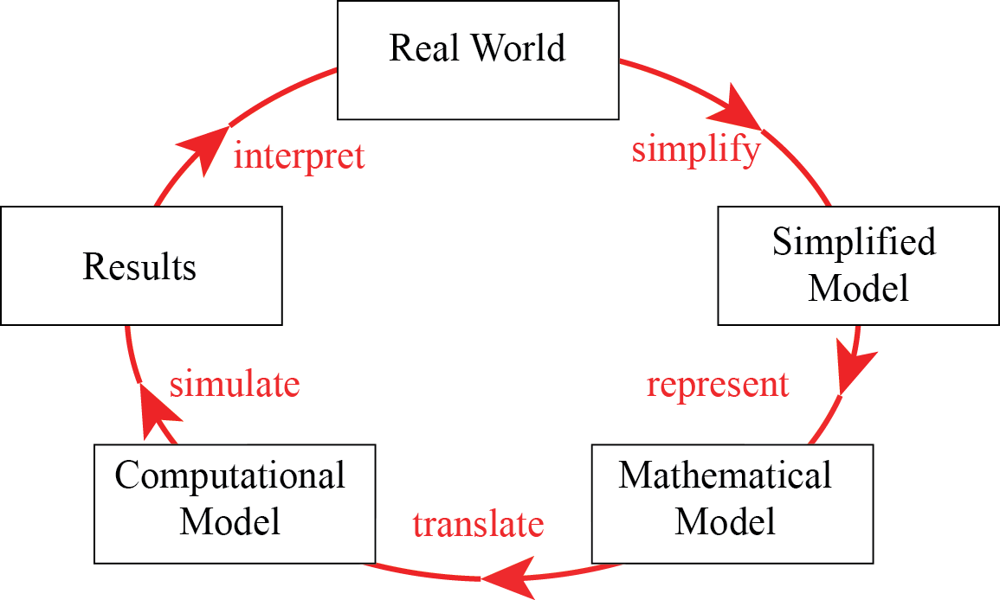 Real World
simplify
Simplified
Model
represent
Mathematical
Model
translate
Computational
Model
simulate
Results
interpret